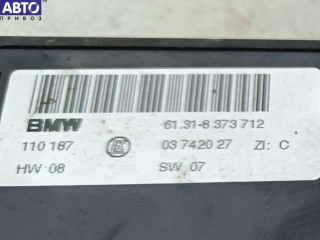 АВТО
ПРИВОЗ
BMW 61.31-8 373 712
110 187 03 7420 27 ZI: C
HW 08 SW 07